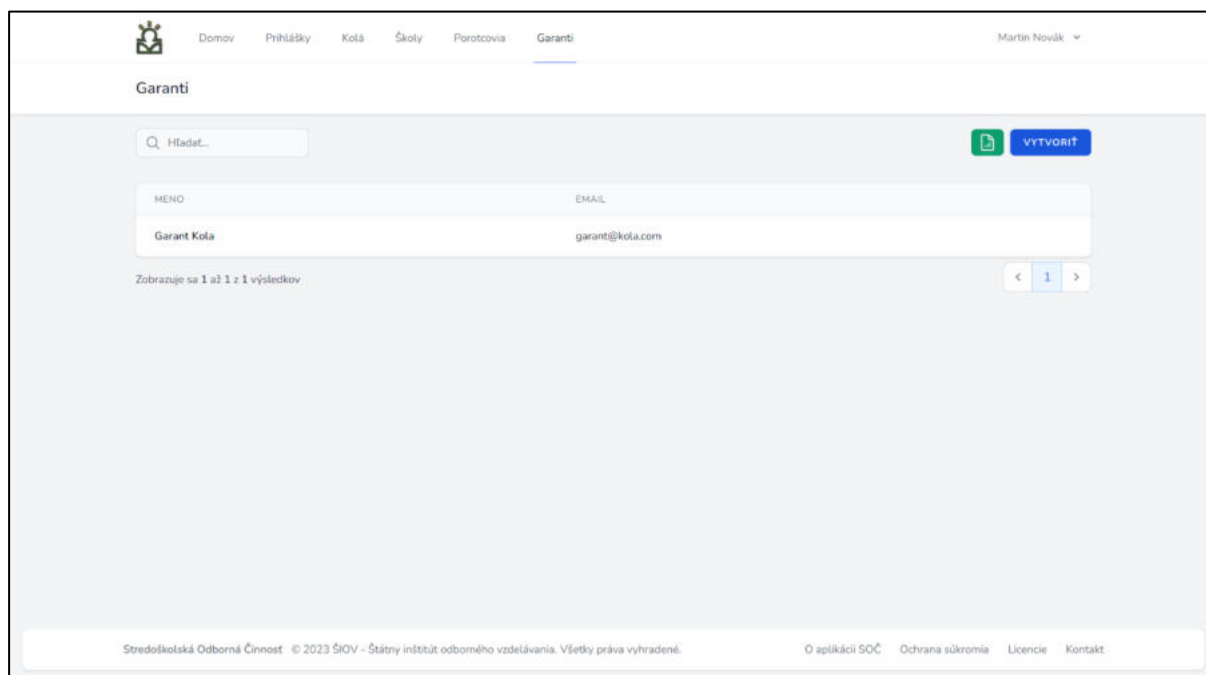 Domov Prihlášky Kolá Školy Porotcovia Garanti Martin Novák
Garanti
Hľadať... VYTVORIŤ
MENO EMAIL
Garant Kola garant@kola.com
Zobrazuje sa 1 až 1 z 1 výsledkov 1
Stredoškolská Odborná Činnosť © 2023 ŠIOV - Štátny inštitút odborného vzdelávania. Všetky práva vyhradené. O aplikácii SOČ Ochrana súkromia Licencie Kontakt